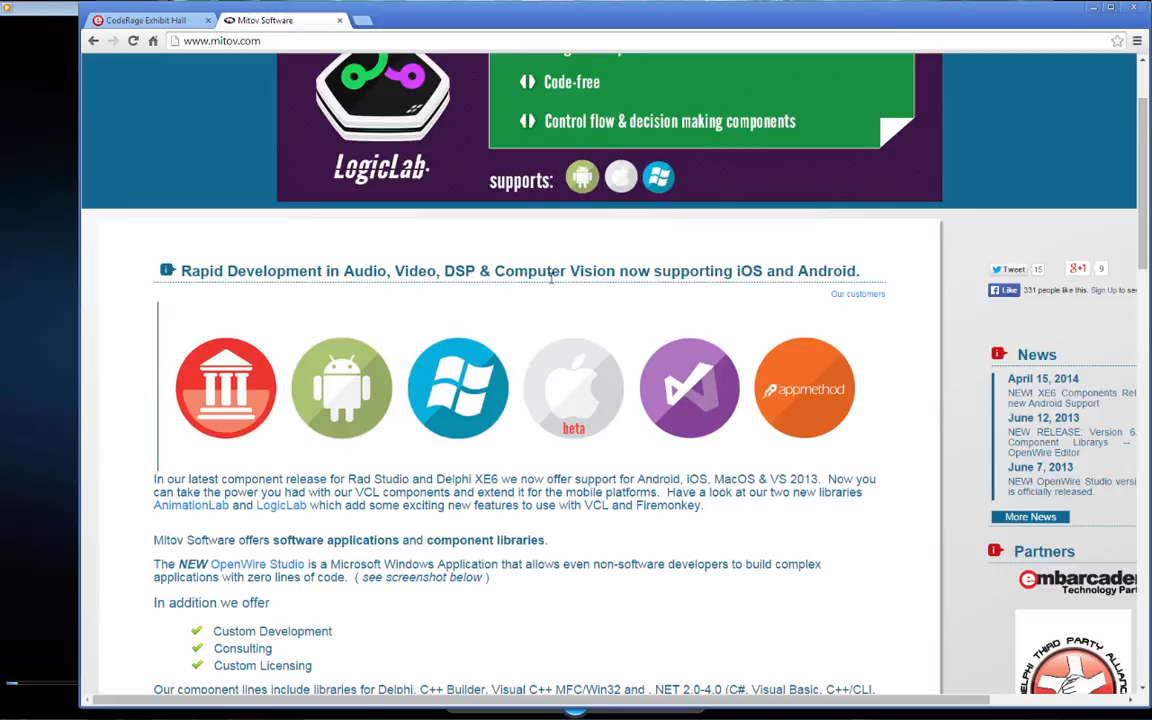 CodeRage Exhibit Hall
Mitov Software
www.mitov.com
Code-free
Control flow & decision making components
LogicLab.
supports:
Rapid Development in Audio, Video, DSP & Computer Vision now supporting iOS and Android.
Our customers
Tweet 15
+1 9
Like 331 people like this. Sign Up to see
beta
appmethod
In our latest component release for Rad Studio and Delphi XE6 we now offer support for Android, iOS, MacOS & VS 2013. Now you
can take the power you had with our VCL components and extend it for the mobile platforms. Have a look at our two new libraries
AnimationLab and LogicLab which add some exciting new features to use with VCL and Firemonkey.
Mitov Software offers software applications and component libraries.
The NEW OpenWire Studio is a Microsoft Windows Application that allows even non-software developers to build complex
applications with zero lines of code. ( see screenshot below )
In addition we offer
Custom Development
Consulting
Custom Licensing
Our component lines include libraries for Delphi, C++ Builder, Visual C++ MFC/Win32 and . NET 2.0-4.0 (C#, Visual Basic, C++/CLI,
News
April 15, 2014
NEW! XE6 Components Rel
new Android Support
June 12, 2013
NEW RELEASE: Version 6.
Component Librarys --
OpenWire Editor
June 7, 2013
NEW! OpenWire Studio versi
is officially released.
More News
Partners
embarcader
Technology Part
DELPHI THIRD PARTY ALLIANC